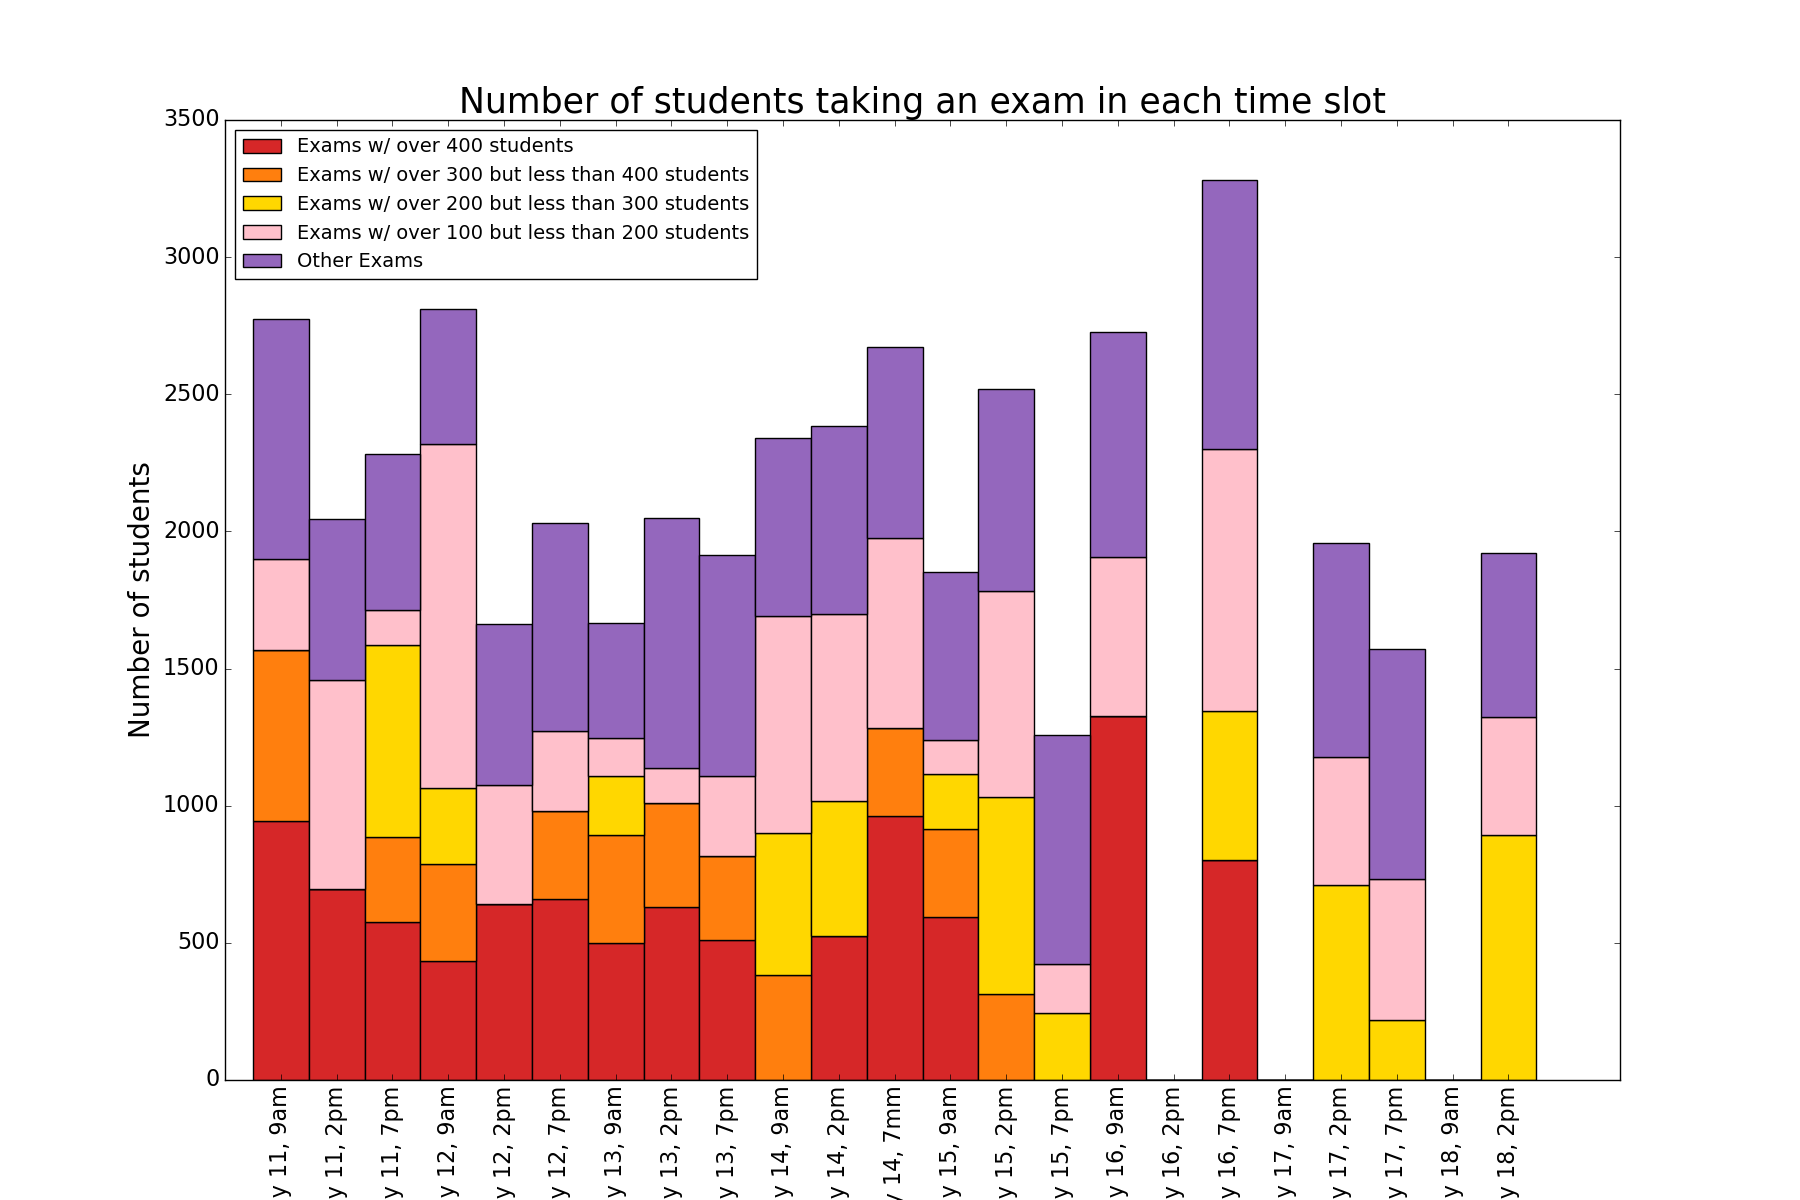 Number of students taking an exam in each time slot
3500
3000
2500
2000
1500
1000
500
0
Number of students
Exams w/ over 400 students
Exams w/ over 300 but less than 400 students
Exams w/ over 200 but less than 300 students
Exams w/ over 100 but less than 200 students
Other Exams
y 11, 9am
y 11, 2pm
y 11, 7pm
y 12, 9am
y 12, 2pm
y 12, 7pm
y 13, 9am
y 13, 2pm
y 13, 7pm
y 14, 9am
y 14, 2pm
y 14, 7mm
y 15, 9am
y 15, 2pm
y 15, 7pm
y 16, 9am
y 16, 2pm
y 16, 7pm
y 17, 9am
y 17, 2pm
y 17, 7pm
y 18, 9am
y 18, 2pm